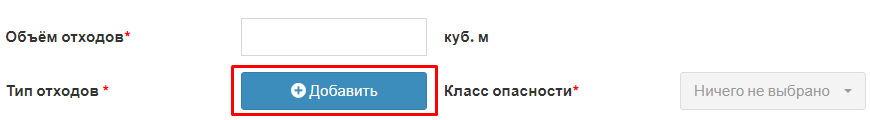 Объём отходов* куб. м
Тип отходов * Добавить Класс опасности* Ничего не выбрано